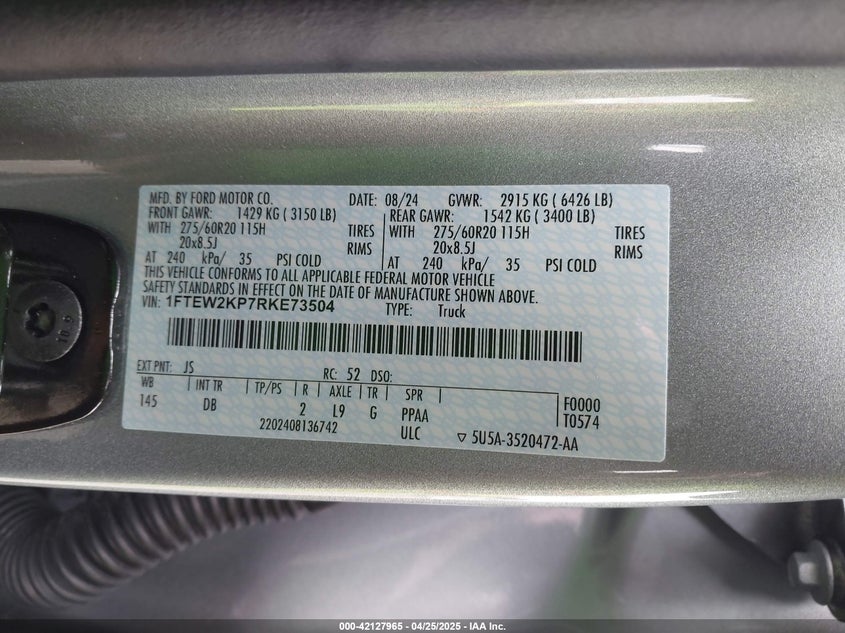 MFD. BY FORD MOTOR CO. DATE: 08/24 GVWR: 2915 KG ( 6426 LB)
FRONT GAWR: 1429 KG ( 3150 LB) REAR GAWR: 1542 KG ( 3400 LB)
WITH 275/60R20 115H TIRES WITH 275/60R20 115H TIRES
20x8.5J RIMS 20x8.5J RIMS
AT 240 kPa/ 35 PSI COLD AT 240 kPa/ 35 PSI COLD
THIS VEHICLE CONFORMS TO ALL APPLICABLE FEDERAL MOTOR VEHICLE
SAFETY STANDARDS IN EFFECT ON THE DATE OF MANUFACTURE SHOWN ABOVE.
VIN: 1FTEW2KP7RKE73504 TYPE: Truck
EXT PNT: JS RC: 52 DSO:
WB INT TR TP/PS R AXLE TR SPR
145 DB 2 L9 G PPAA
F0000
T0574
2202408136742 ULC 5U5A-3520472-AA
10.9
000-42127965 | 04/25/2025 - IAA Inc.